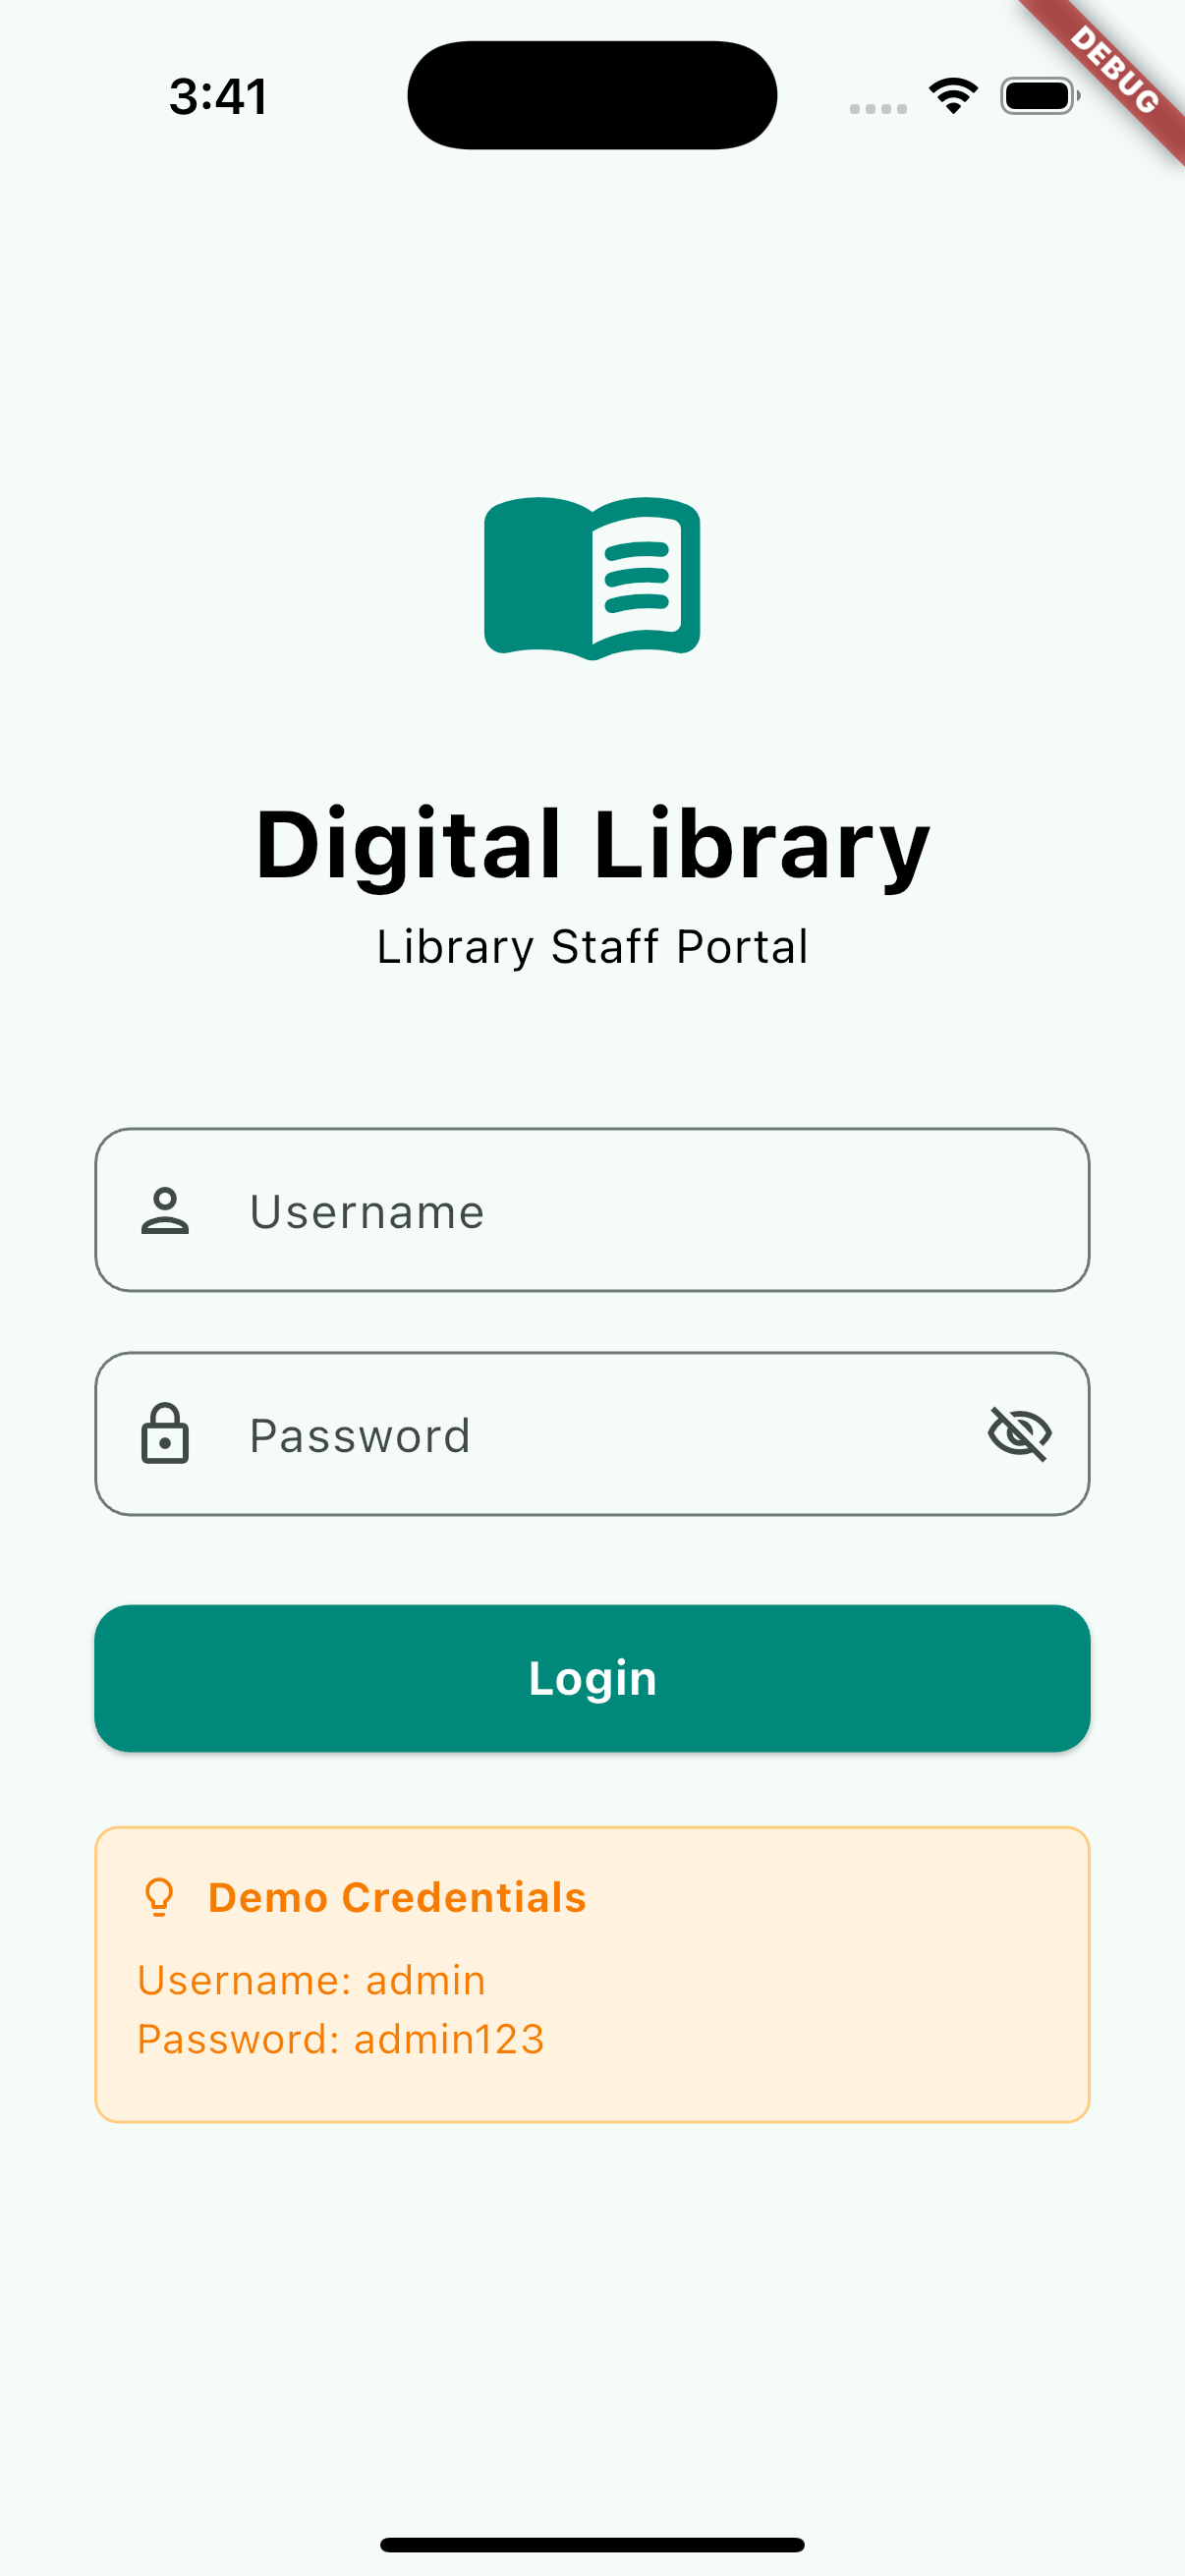 3:41
DEBUG
Digital Library
Library Staff Portal
Username
Password
Login
Demo Credentials
Username: admin
Password: admin123